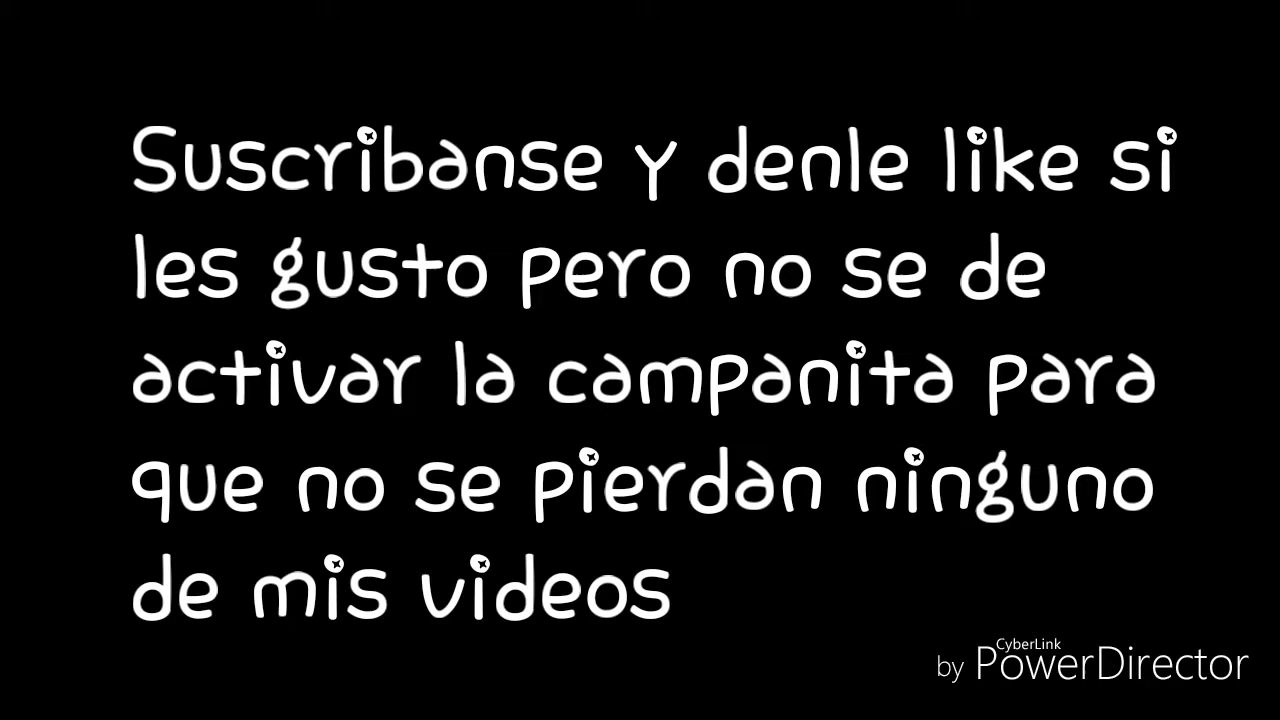 Suscribanse y denle like si
les gusto pero no se de
activar la campanita para
que no se pierdan ninguno
de mis videos
CyberLink
by PowerDirector